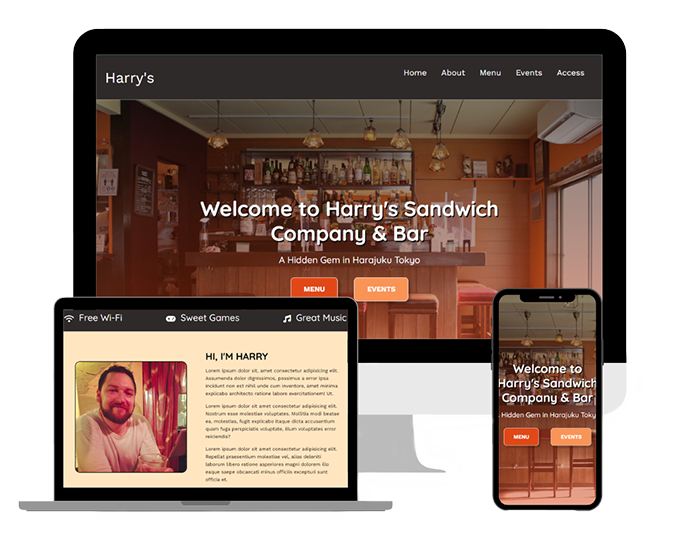 Harry's
Home About Menu Events Access
Welcome to Harry's Sandwich
Company & Bar
A Hidden Gem in Harajuku Tokyo
MENU EVENTS
Free Wi-Fi Sweet Games Great Music
HI, I'M HARRY
Lorem ipsum dolor sit amet consectetur adipisicing elit.
Assumenda dolor dignissimos, possimus a error ipsa
incidunt non est nihil vero unde eum inventore, amet minima
explicabo architecto ratione labore exercitationem! Ut.
Lorem ipsum dolor sit amet, consectetur adipisicing elit.
Nostrum esse molestiae voluptates. Mollitia modi beatae
ea, molestias, fugit explicabo itaque dicta accusantium
quam fuga perspiciatis voluptate, illum voluptates error
reiciendis?
Lorem ipsum dolor sit amet, consectetur adipisicing elit.
Repellat praesentium molestiae vel, alias deleniti
laborum libero ratione asperiores magni dolorem illo
eaque saepe obcaecati minus officiis excepturi est
officia et.
Welcome to
Harry's Sandwich
Company & Bar
Hidden Gem in Harajuku Toky
MENU EVENTS